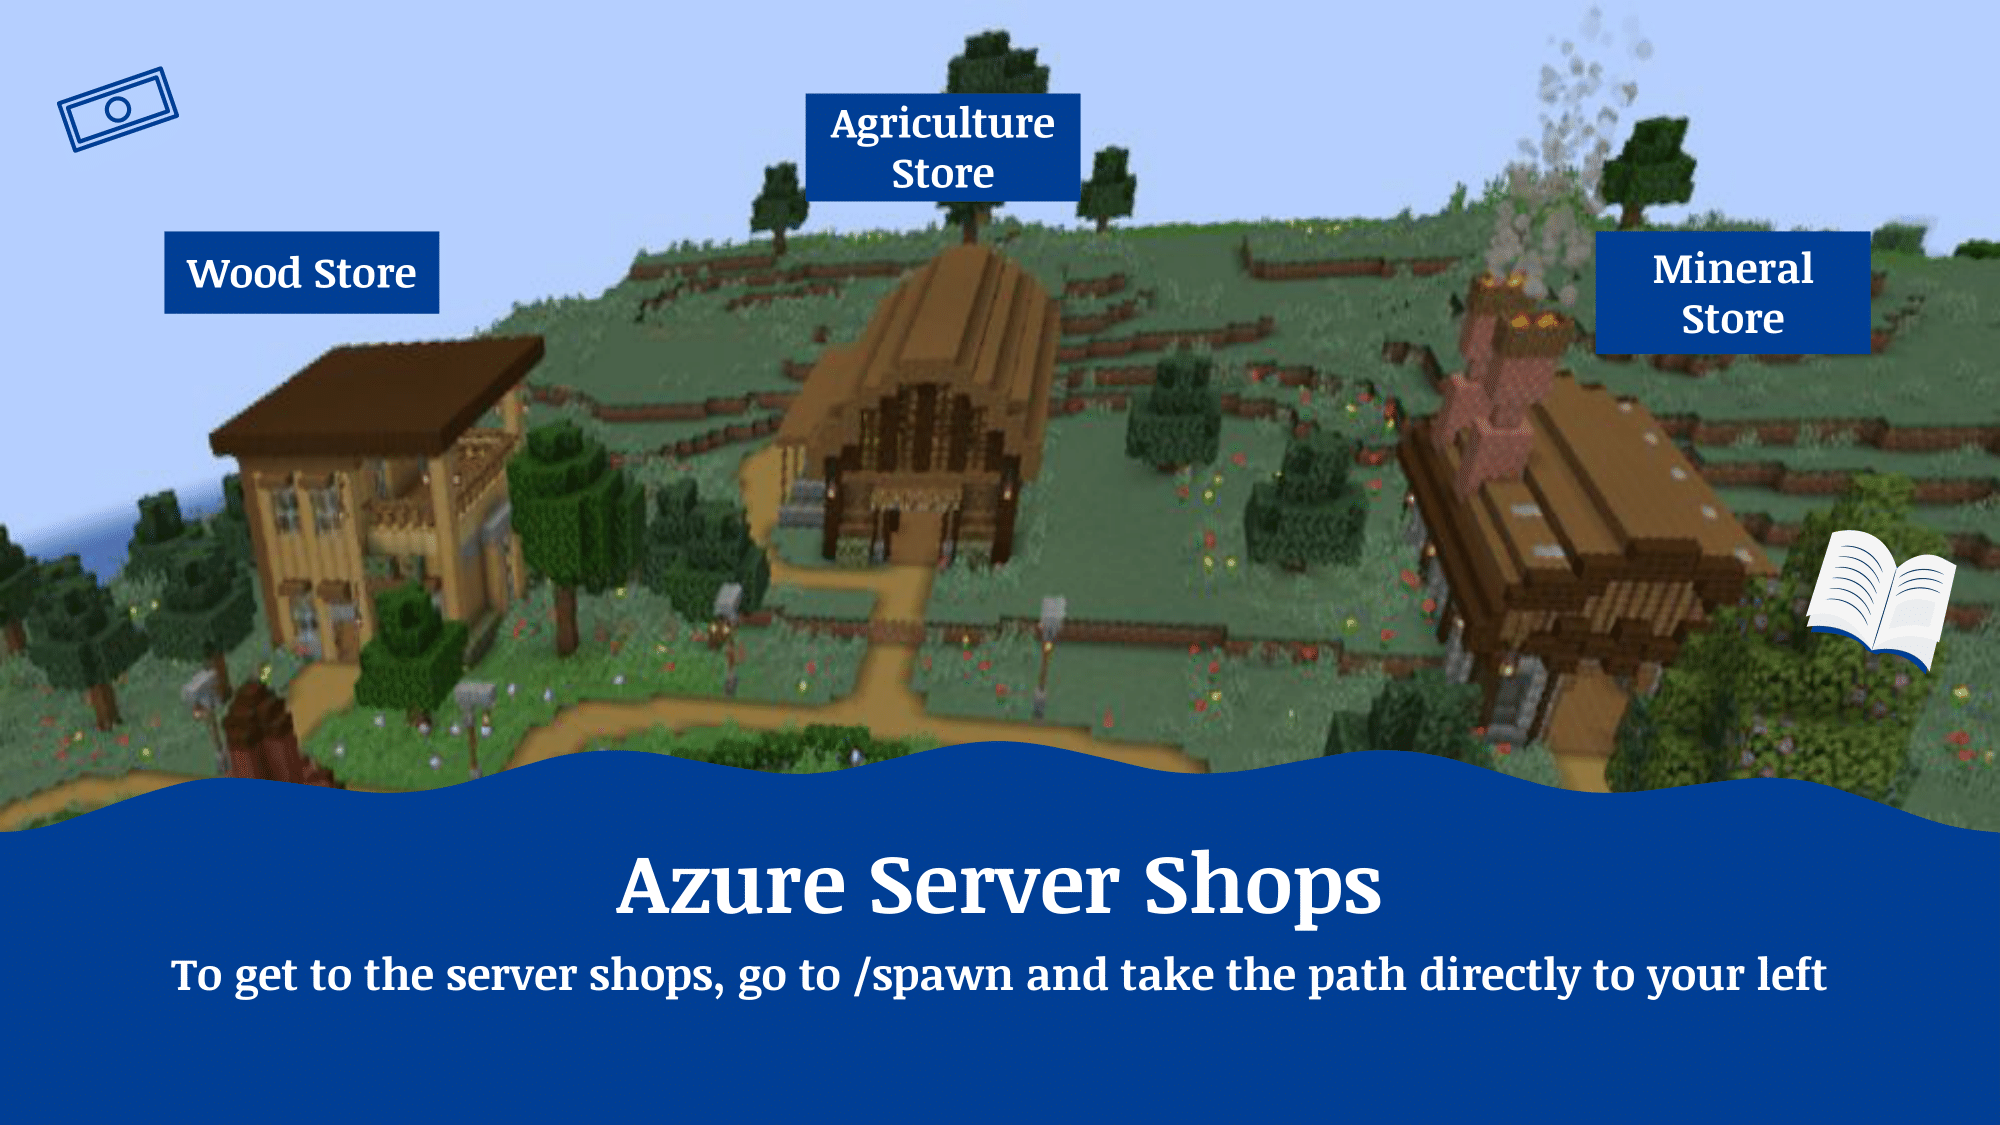 Agriculture
Store
Wood Store
Mineral
Store
Azure Server Shops
To get to the server shops, go to /spawn and take the path directly to your left